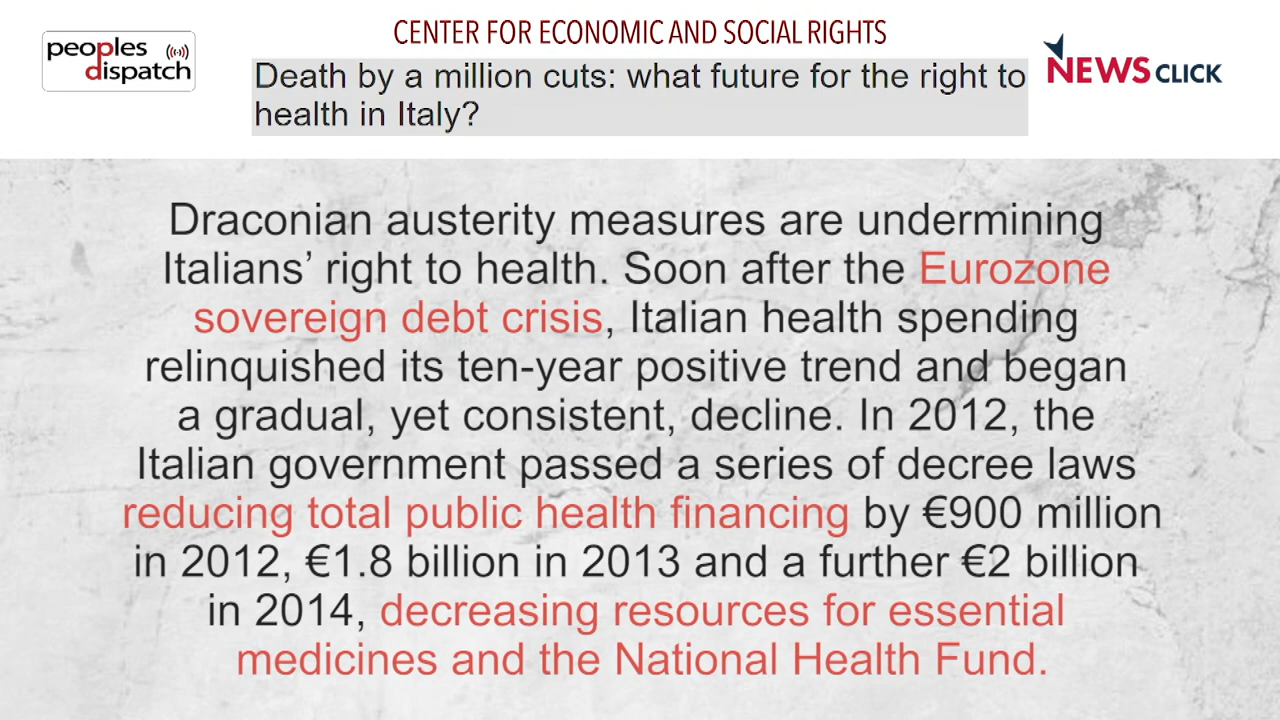 peoples
dispatch
CENTER FOR ECONOMIC AND SOCIAL RIGHTS
NEWSCLICK
Death by a million cuts: what future for the right to
health in Italy?
Draconian austerity measures are undermining
Italians’ right to health. Soon after the Eurozone
sovereign debt crisis, Italian health spending
relinquished its ten-year positive trend and began
a gradual, yet consistent, decline. In 2012, the
Italian government passed a series of decree laws
reducing total public health financing by €900 million
in 2012, €1.8 billion in 2013 and a further €2 billion
in 2014, decreasing resources for essential
medicines and the National Health Fund.